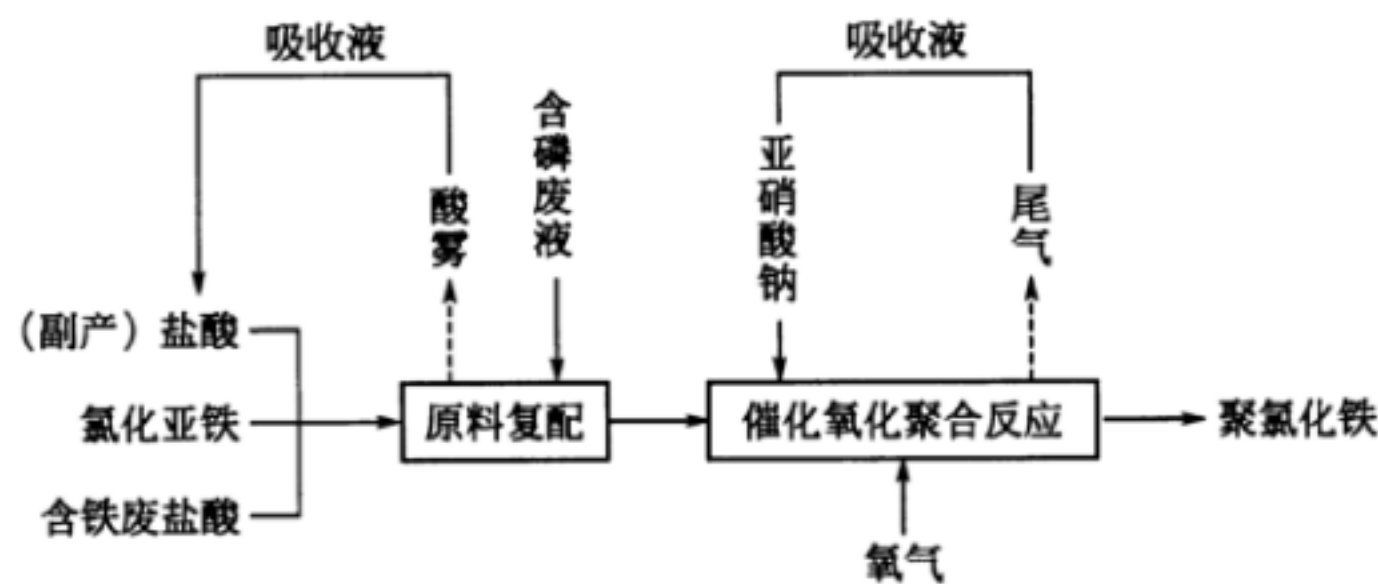 吸收液
吸收液
含磷废液
亚硝酸钠
酸雾
尾气
（副产）盐酸
氯化亚铁
原料复配
催化氧化聚合反应
聚氯化铁
含铁废盐酸
氧气